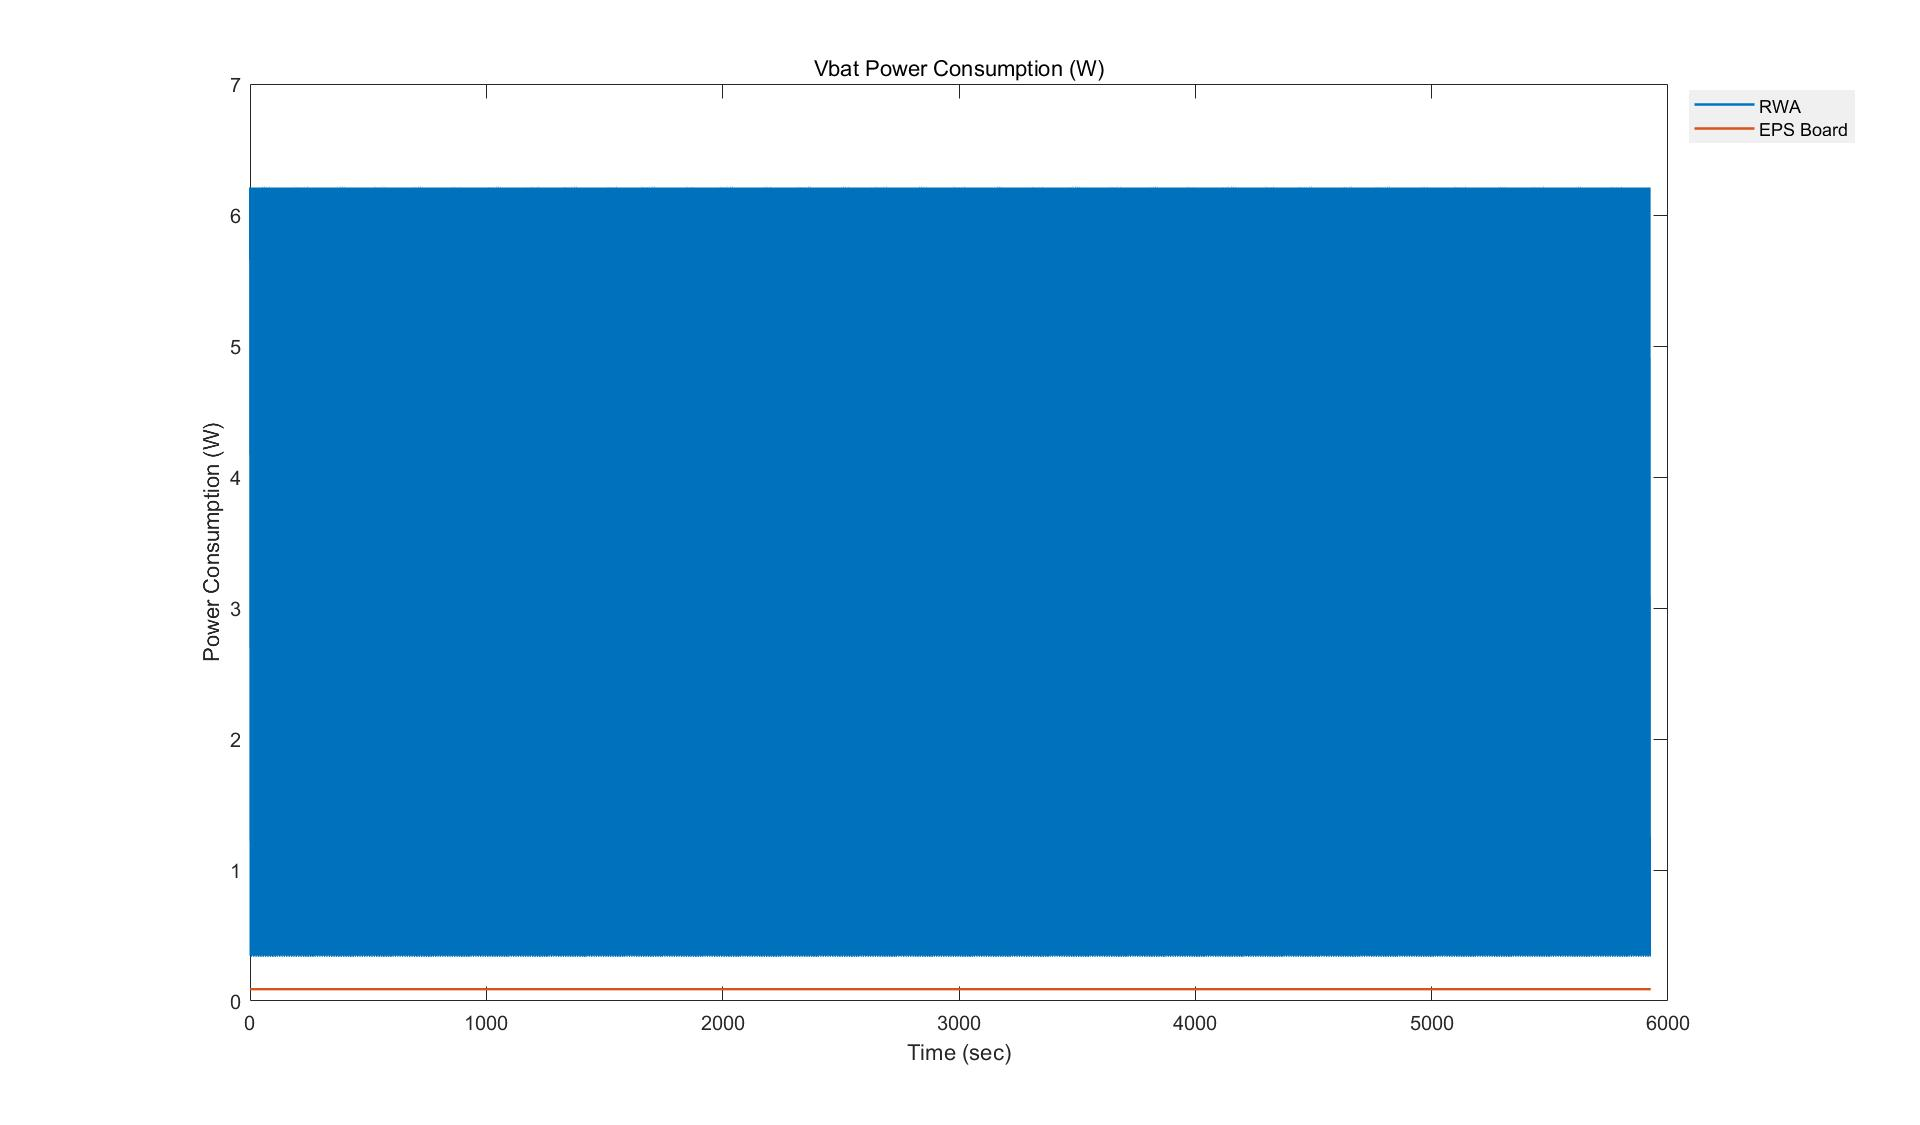 Vbat Power Consumption (W)
RWA
EPS Board
7
6
5
4
3
2
1
0
Power Consumption (W)
0 1000 2000 3000 4000 5000 6000
Time (sec)